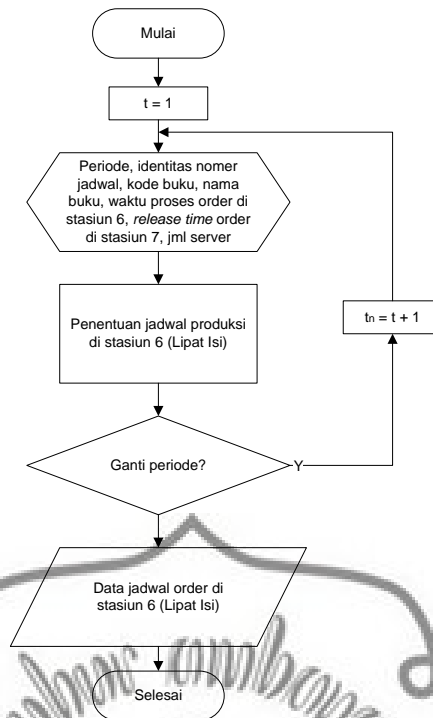 Mulai
t = 1
Periode, identitas nomer
jadwal, kode buku, nama
buku, waktu proses order di
stasiun 6, release time order
di stasiun 7, jml server
Penentuan jadwal produksi
di stasiun 6 (Lipat Isi)
tn = t + 1
Ganti periode?
Y
Data jadwal order di
stasiun 6 (Lipat Isi)
Selesai